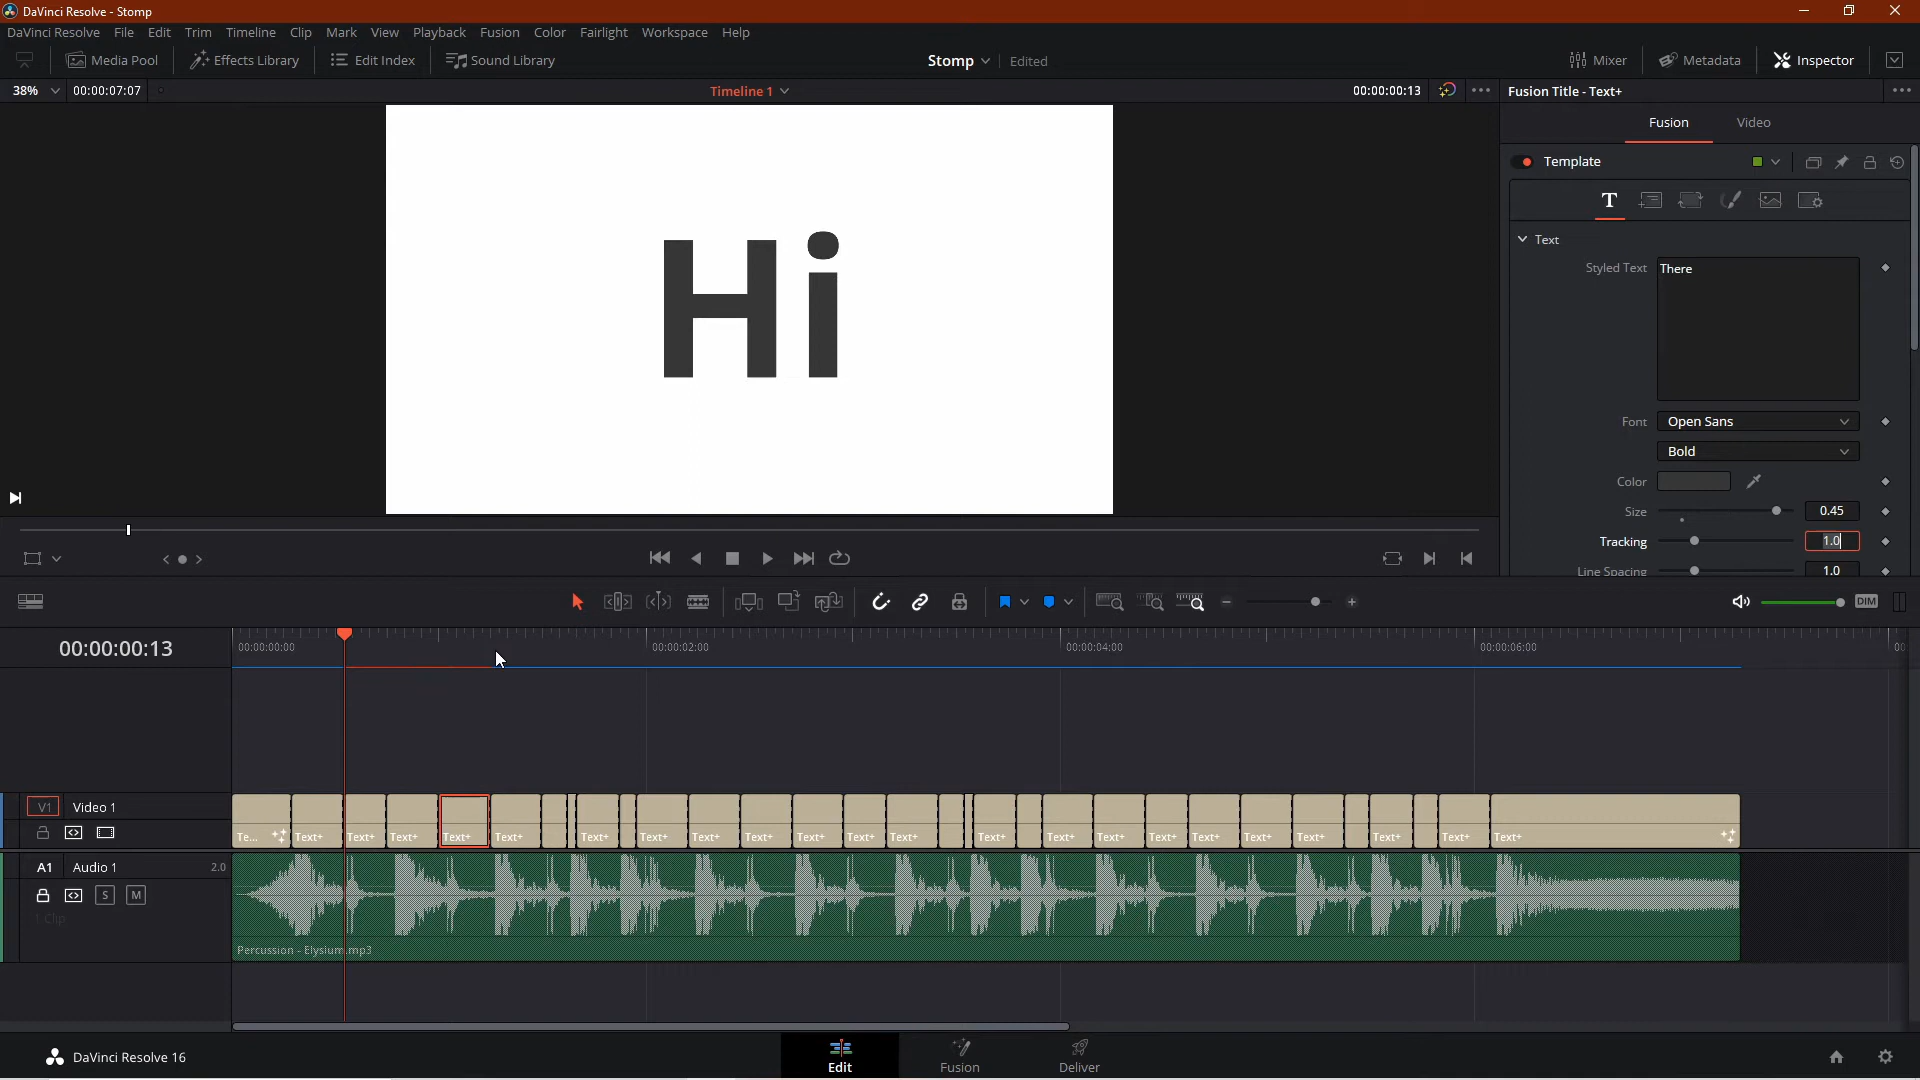 DaVinci Resolve - Stomp
DaVinci Resolve File Edit Trim Timeline Clip Mark View Playback Fusion Color Fairlight Workspace Help
Media Pool Effects Library Edit Index Sound Library Stomp Edited Mixer Metadata Inspector
38% 00:00:07:07 Timeline 1 00:00:00:13 Fusion Title - Text+
Fusion Video
Template
T
Text
Styled Text There
Hi
Font Open Sans
Bold
Color
Size 0.45
Tracking 1.0
Line Spacing 1.0
DIM
00:00:00:13 00:00:00:00 00:00:02:00 00:00:04:00 00:00:06:00 00
V1 Video 1
Te... Text+ Text+ Text+ Text+ Text+ Text+ Text+ Text+ Text+ Text+ Text+ Text+ Text+ Text+ Text+ Text+ Text+ Text+ Text+ Text+ Text+
A1 Audio 1 2.0
S M
1 Clip
Percussion - Elysium.mp3
DaVinci Resolve 16 Edit Fusion Deliver